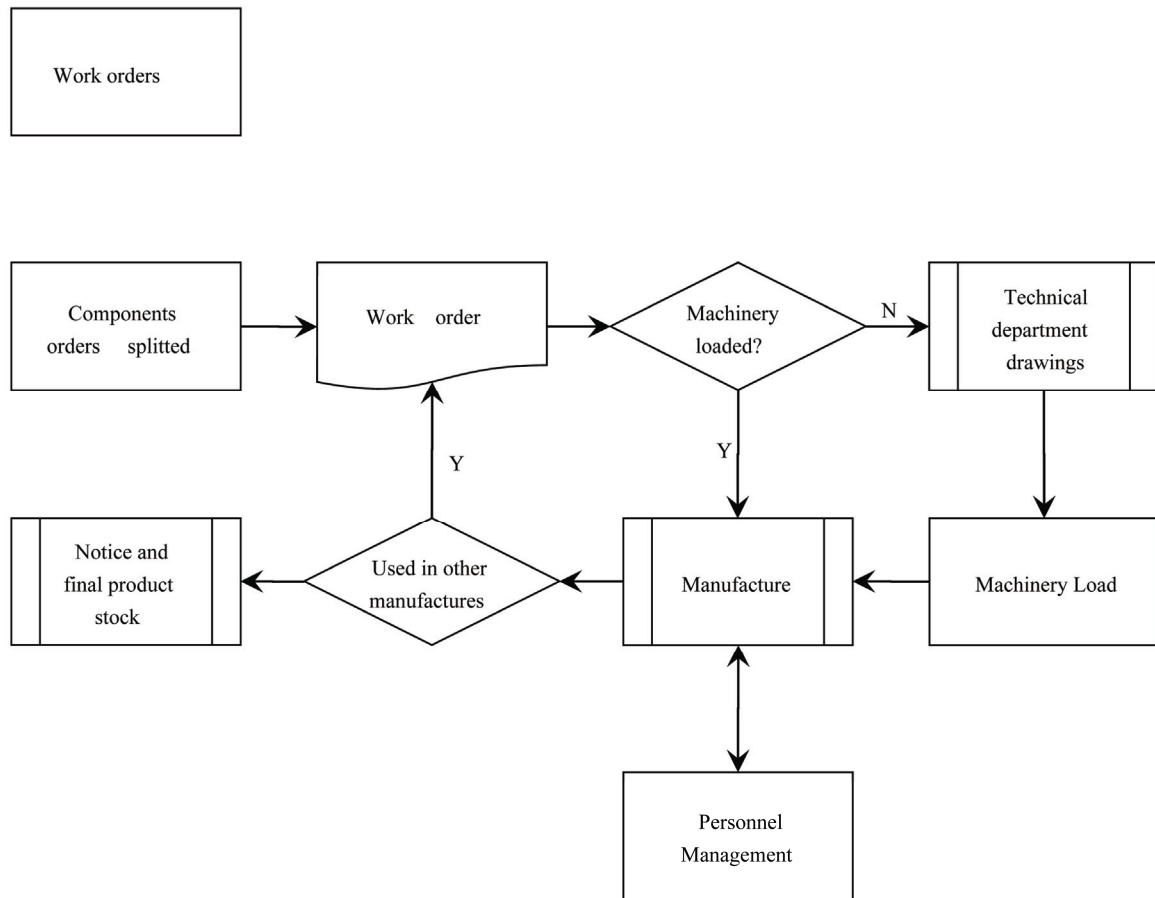 Work orders
Components
orders splitted
Work order
Machinery
loaded?
N
Technical
department
drawings
Y
Y
Notice and
final product
stock
Used in other
manufactures
Manufacture
Machinery Load
Personnel
Management